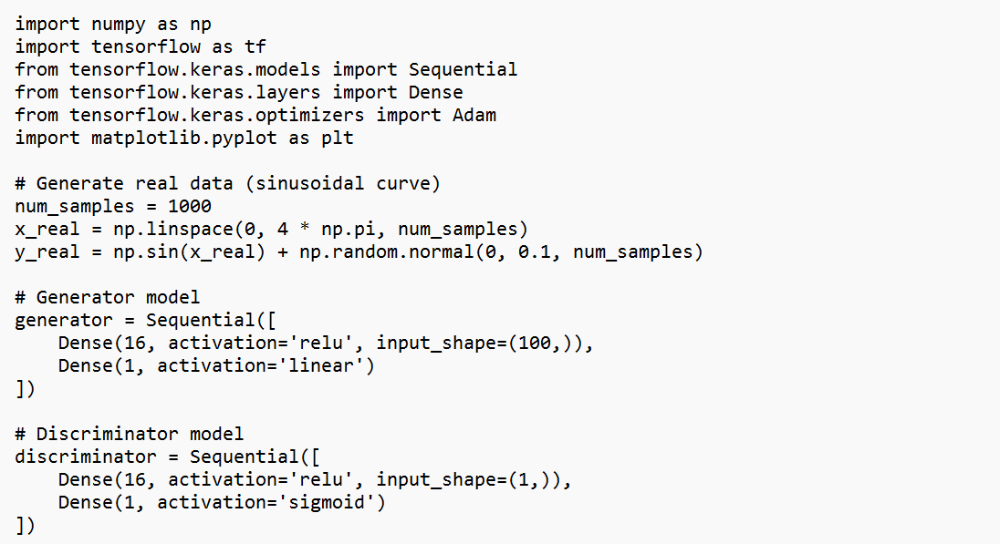 import numpy as np
import tensorflow as tf
from tensorflow.keras.models import Sequential
from tensorflow.keras.layers import Dense
from tensorflow.keras.optimizers import Adam
import matplotlib.pyplot as plt

# Generate real data (sinusoidal curve)
num_samples = 1000
x_real = np.linspace(0, 4 * np.pi, num_samples)
y_real = np.sin(x_real) + np.random.normal(0, 0.1, num_samples)

# Generator model
generator = Sequential([
    Dense(16, activation='relu', input_shape=(100,)),
    Dense(1, activation='linear')
])

# Discriminator model
discriminator = Sequential([
    Dense(16, activation='relu', input_shape=(1,)),
    Dense(1, activation='sigmoid')
])